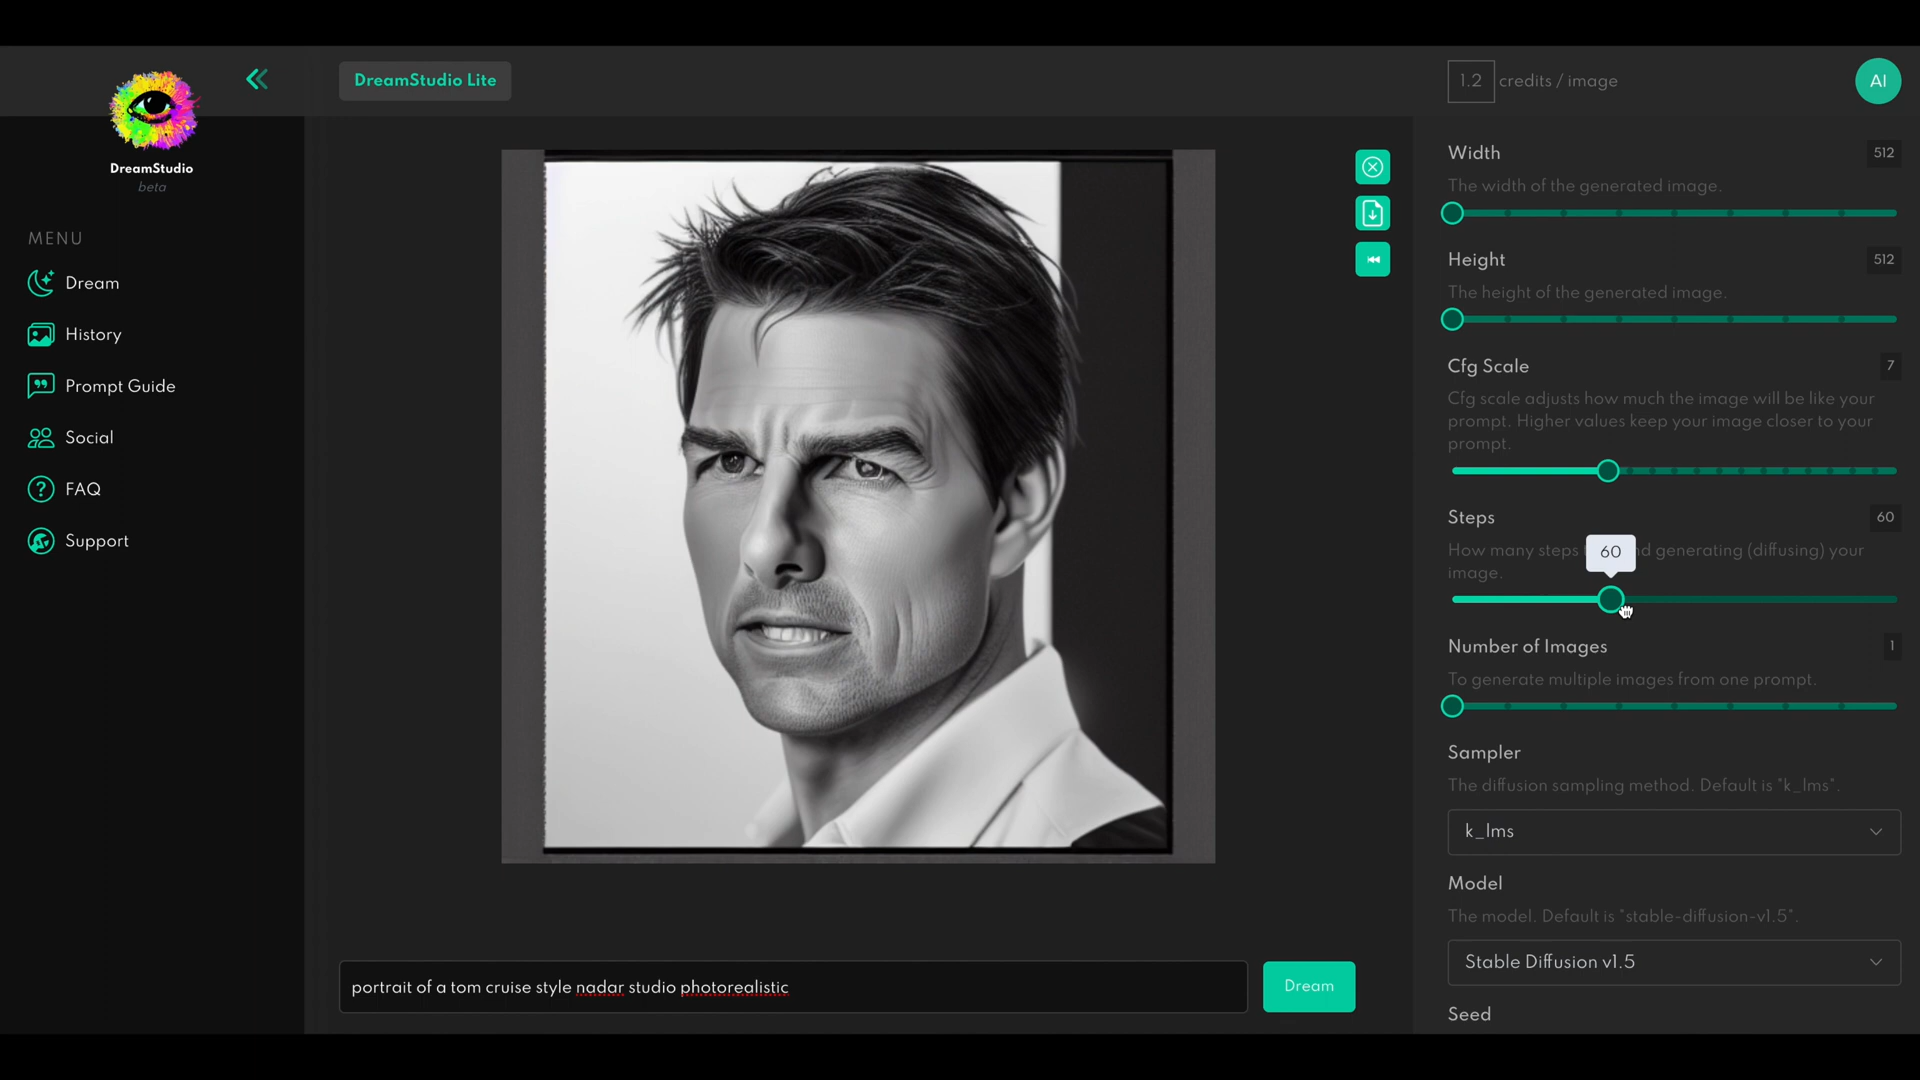 DreamStudio
beta
MENU
Dream
History
Prompt Guide
Social
FAQ
Support
DreamStudio Lite
portrait of a tom cruise style nadar studio photorealistic
Dream
1.2 credits / image
AI
Width 512
The width of the generated image.
Height 512
The height of the generated image.
Cfg Scale 7
Cfg scale adjusts how much the image will be like your
prompt. Higher values keep your image closer to your
prompt.
Steps 60
How many steps
60
generating (diffusing) your
image.
Number of Images 1
To generate multiple images from one prompt.
Sampler
The diffusion sampling method. Default is "k_lms".
k_lms
Model
The model. Default is "stable-diffusion-v1.5".
Stable Diffusion v1.5
Seed